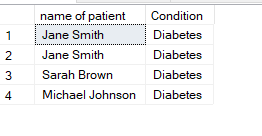 name of patient Condition
1 Jane Smith Diabetes
2 Jane Smith Diabetes
3 Sarah Brown Diabetes
4 Michael Johnson Diabetes